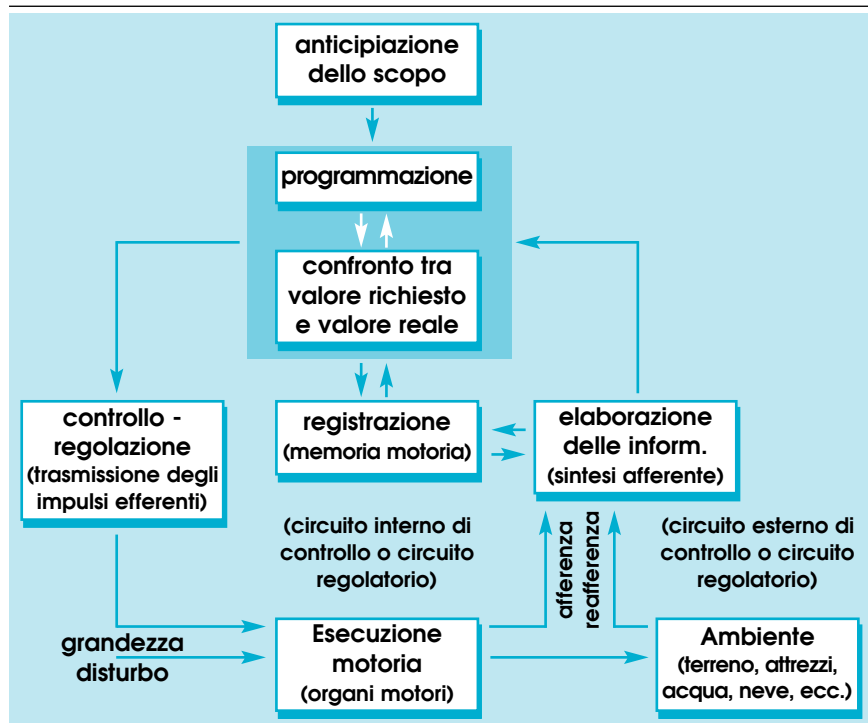 anticipiazione
dello scopo
programmazione
confronto tra
valore richiesto
e valore reale
controllo -
regolazione
(trasmissione degli
impulsi efferenti)
registrazione
(memoria motoria)
elaborazione
delle inform.
(sintesi afferente)
(circuito interno di
controllo o circuito
regolatorio)
afferenza
reafferenza
(circuito esterno di
controllo o circuito
regolatorio)
grandezza
disturbo
Esecuzione
motoria
(organi motori)
Ambiente
(terreno, attrezzi,
acqua, neve, ecc.)